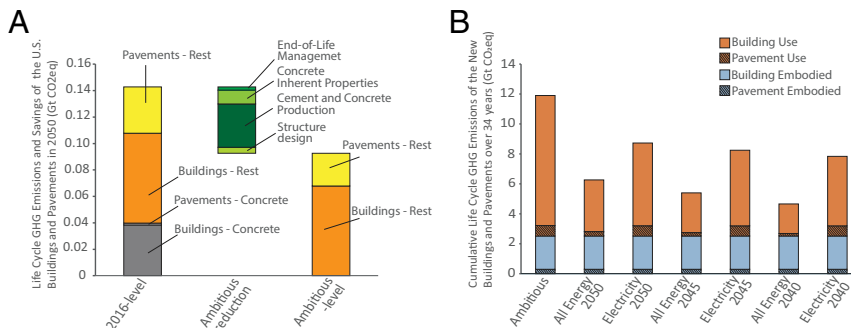 A
Life Cycle GHG Emissions and Savings of the U.S.
Buildings and Pavements in 2050 (Gt CO2eq)
0.16
0.14
0.12
0.10
0.08
0.06
0.04
0.02
0
Pavements - Rest
Buildings - Rest
Pavements - Concrete
Buildings - Concrete
End-of-Life
Managemet
Concrete
Inherent Properties
Cement and Concrete
Production
Structure
design
Pavements - Rest
Buildings - Rest
2016-level
Ambitious
reduction
Ambitious
-level
B
Cumulative Life Cycle GHG Emissions of the New
Buildings and Pavements over 34 years (Gt CO₂eq)
14
12
10
8
6
4
2
0
Building Use
Pavement Use
Building Embodied
Pavement Embodied
Ambitious
All Energy
2050
Electricity
2050
All Energy
2045
Electricity
2045
All Energy
2040
Electricity
2040